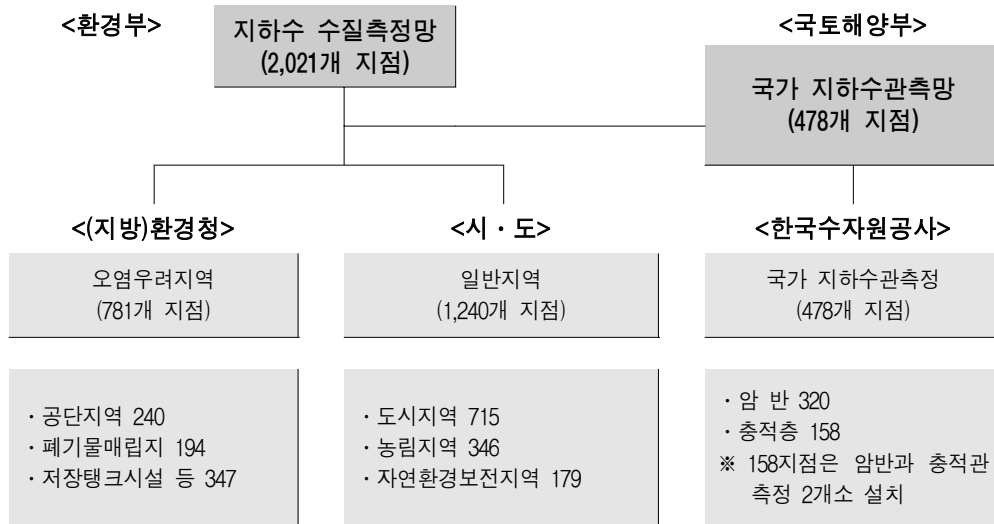 <환경부>
지하수 수질측정망
(2,021개 지점)
<국토해양부>
국가 지하수관측망
(478개 지점)
<(지방)환경청>
오염우려지역
(781개 지점)
· 공단지역 240
· 폐기물매립지 194
· 저장탱크시설 등 347
<시 · 도>
일반지역
(1,240개 지점)
· 도시지역 715
· 농림지역 346
· 자연환경보전지역 179
<한국수자원공사>
국가 지하수관측정
(478개 지점)
· 암 반 320
· 충적층 158
※ 158지점은 암반과 충적관
측정 2개소 설치